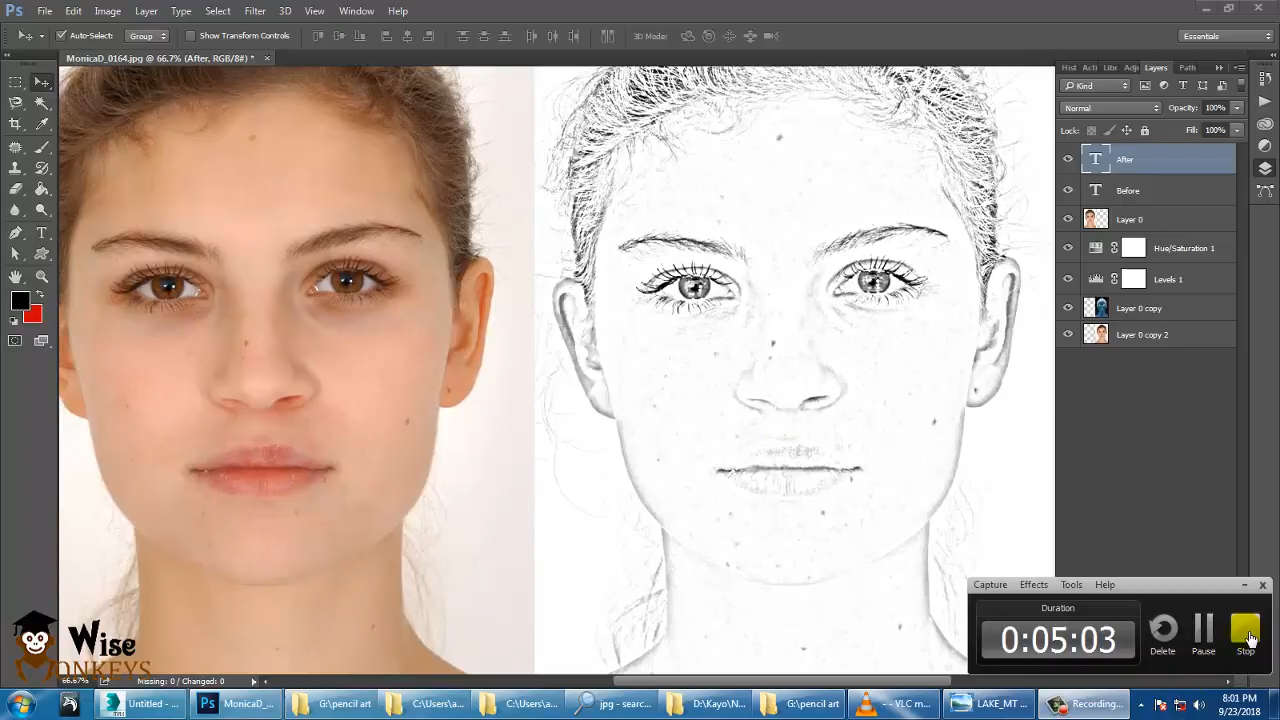 Ps File Edit Image Layer Type Select Filter 3D View Window Help
Auto-Select: Group Show Transform Controls 3D Mode: Essentials
MonicaD_0164.jpg @ 66.7% (After, RGB/8#) * ×
Hist Acti Libr Adj Layers Path
Kind
Normal Opacity: 100%
Lock: Fill: 100%
T After
T Before
Layer 0
Hue/Saturation 1
Levels 1
Layer 0 copy
Layer 0 copy 2
Capture Effects Tools Help
Duration
0:05:03
Delete Pause Stop
Wise
MONKEYS
66.67% Missing: 0 / Changed: 0
Untitled - ... MonicaD_... G:\pencil art C:\Users\a... C:\Users\a... jpg - searc... D:\Kayo\N... G:\pencil art - - VLC m... LAKE_MT ... Recording... 8:01 PM
9/23/2018